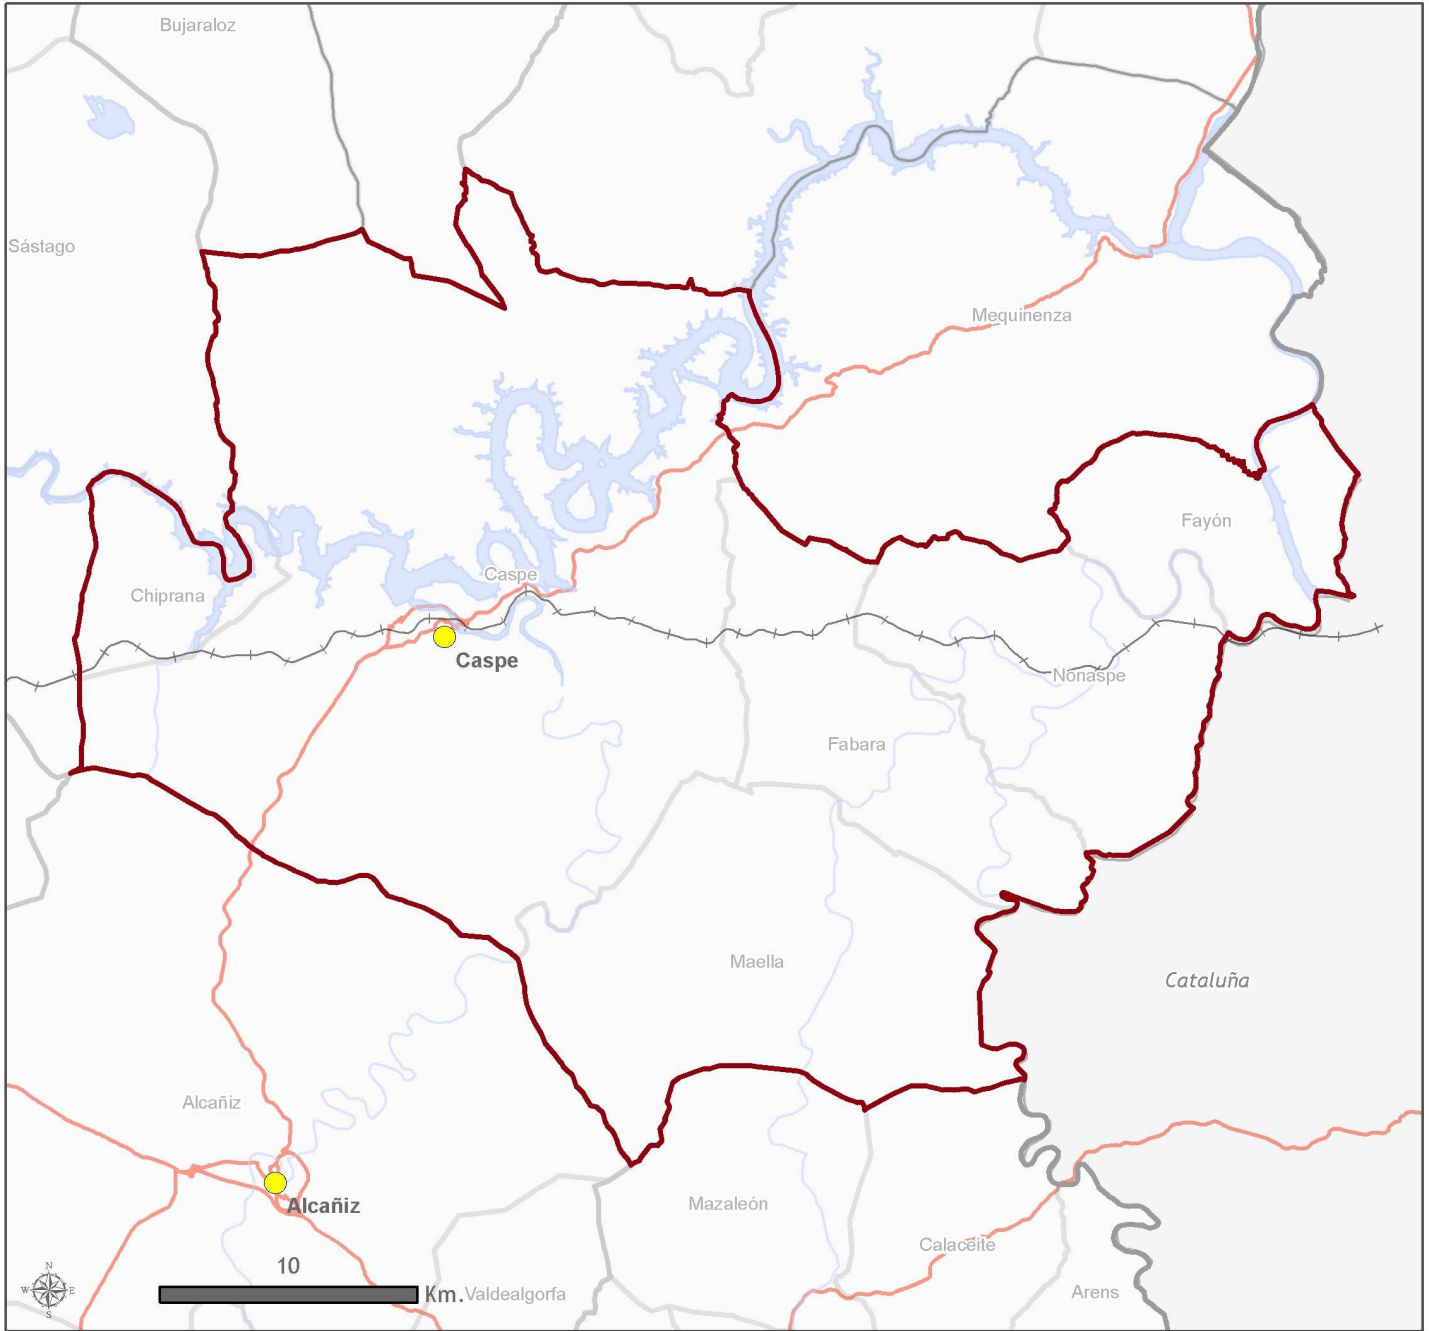 Bujaraloz
Sástago
Mequinenza
Fayón
Caspe
Chiprana
Caspe
Nonaspe
Fabara
Maella
Cataluña
Alcañiz
Alcañiz
Mazaleón
Calaceite
Arens
10
Km.
Valdealgorfa
N
W E
S